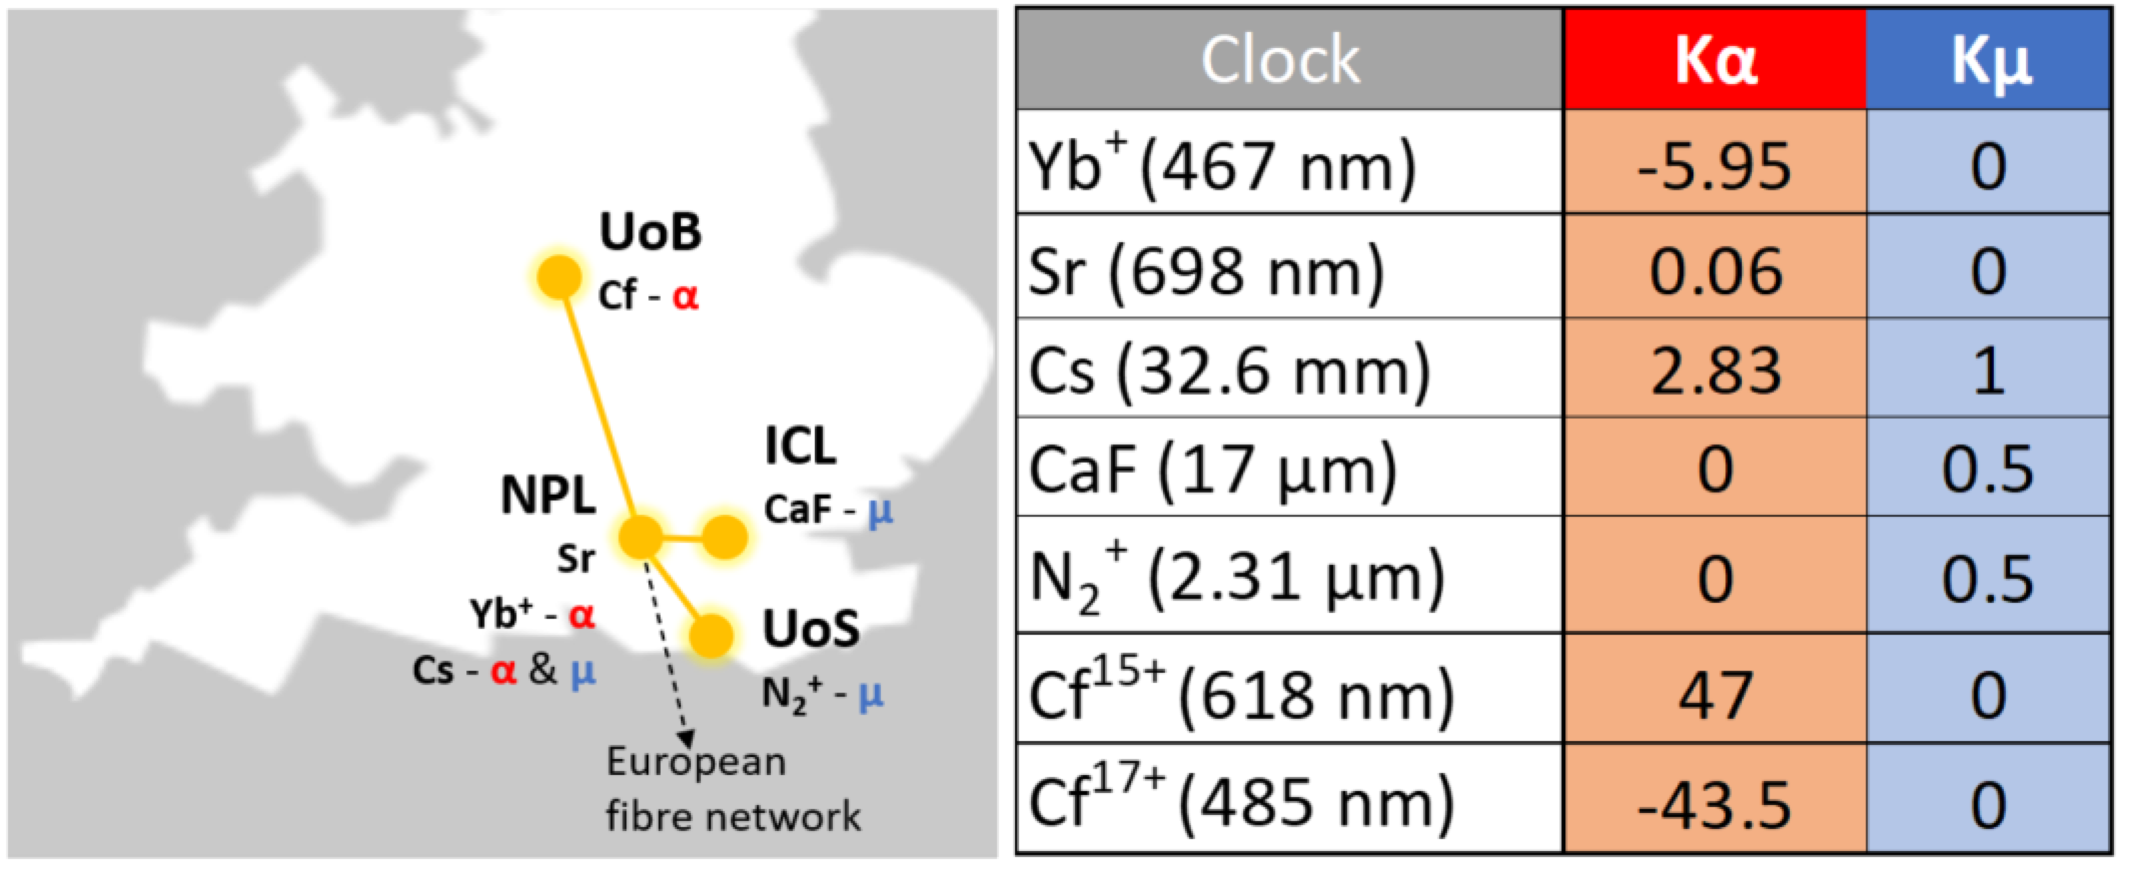 UoB
Cf - α
ICL
CaF - μ
NPL
Sr
Yb⁺ - α
Cs - α & μ
UoS
N₂⁺ - μ
European
fibre network
Clock Kα Kμ
Yb⁺ (467 nm) -5.95 0
Sr (698 nm) 0.06 0
Cs (32.6 mm) 2.83 1
CaF (17 μm) 0 0.5
N₂⁺ (2.31 μm) 0 0.5
Cf¹⁵⁺ (618 nm) 47 0
Cf¹⁷⁺ (485 nm) -43.5 0